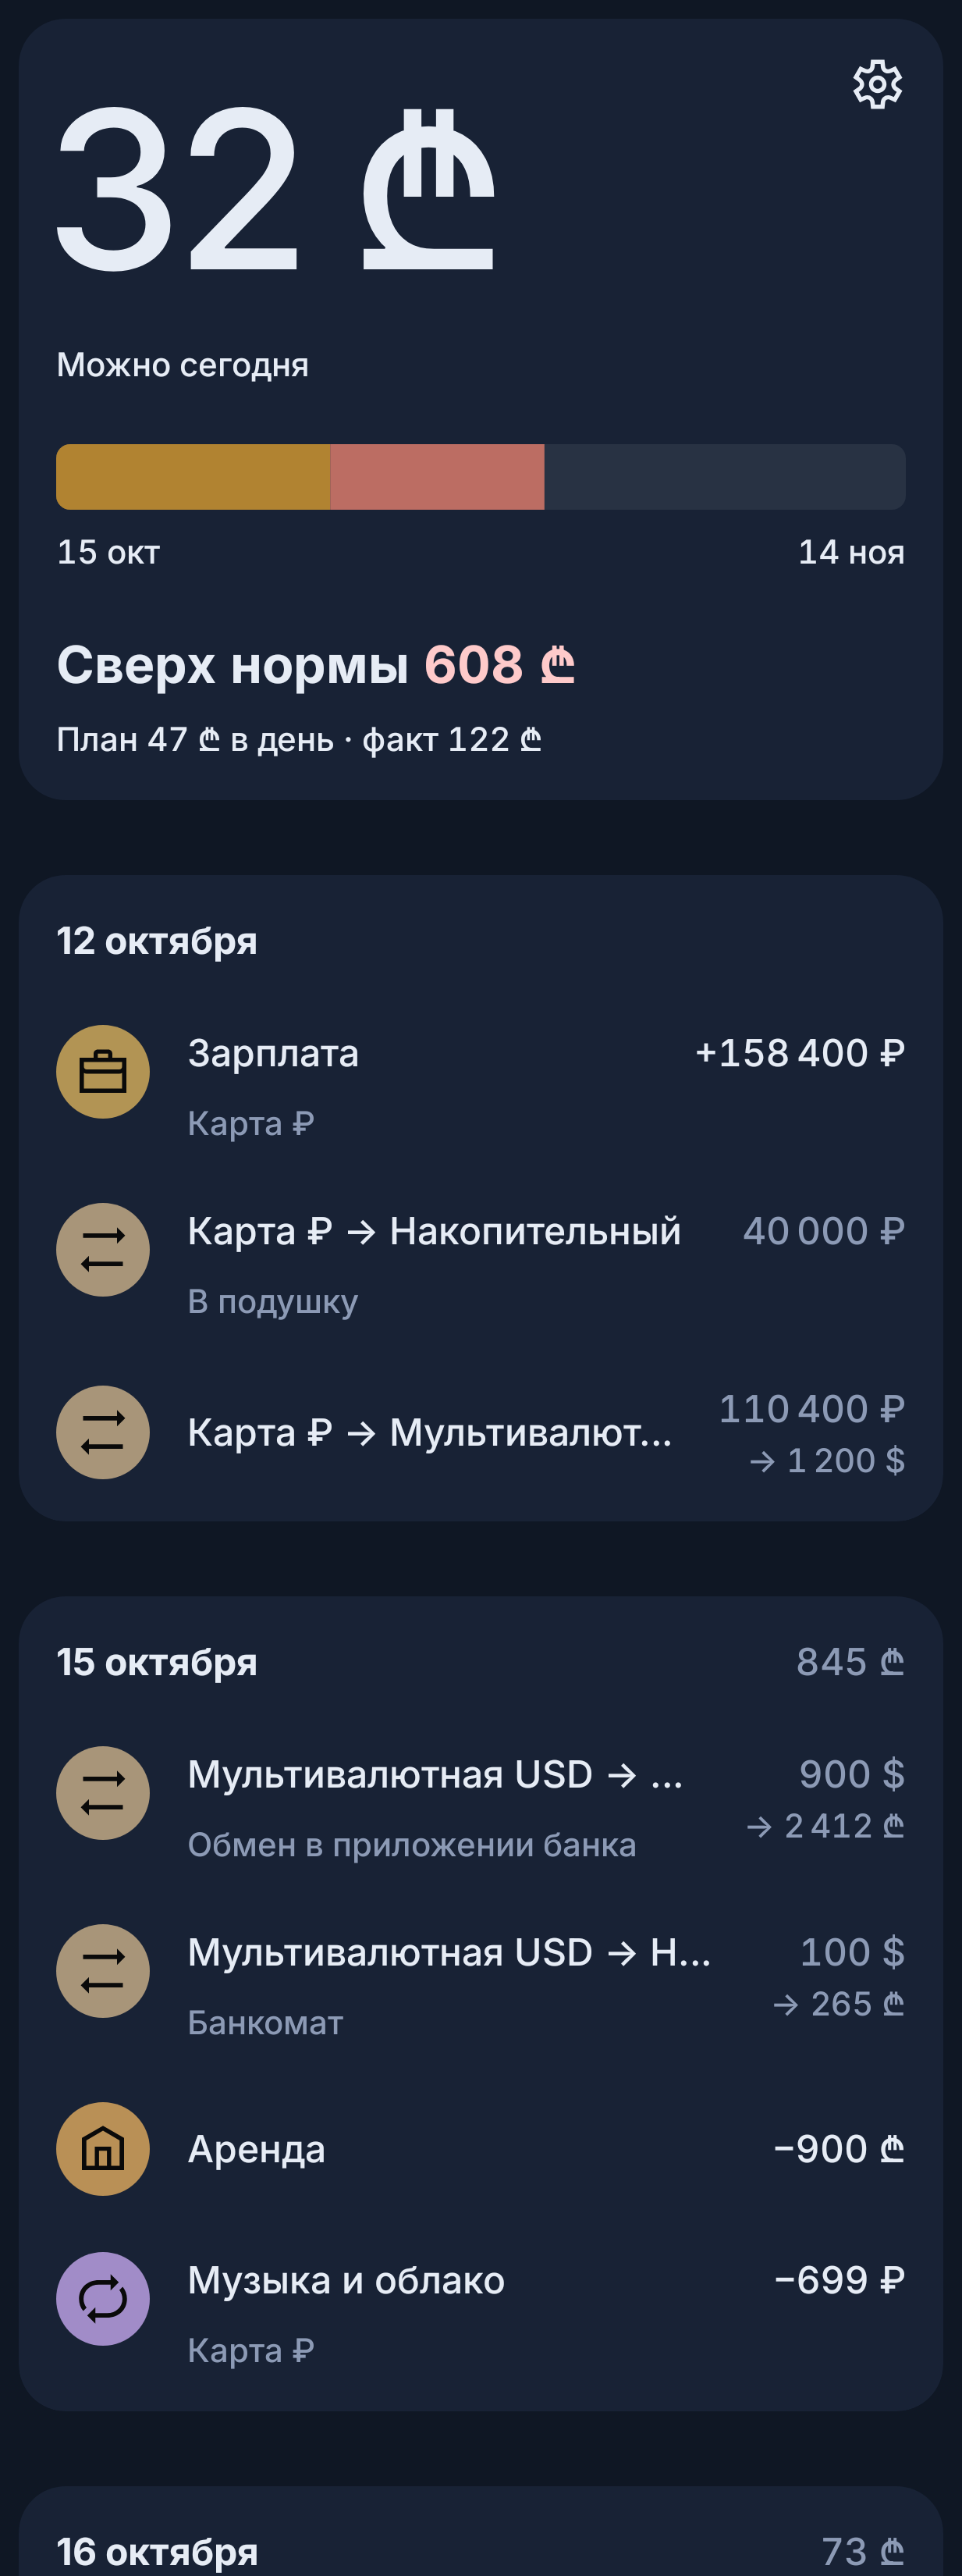 32 ₾
Можно сегодня
15 окт
14 ноя
Сверх нормы 608 ₾
План 47 ₾ в день · факт 122 ₾
12 октября
Зарплата
+158 400 ₽
Карта ₽
Карта ₽ → Накопительный
40 000 ₽
В подушку
Карта ₽ → Мультивалют...
110 400 ₽
→ 1 200 $
15 октября
845 ₾
Мультивалютная USD → ...
900 $
Обмен в приложении банка
→ 2 412 ₾
Мультивалютная USD → Н...
100 $
Банкомат
→ 265 ₾
Аренда
−900 ₾
Музыка и облако
−699 ₽
Карта ₽
16 октября
73 ₾